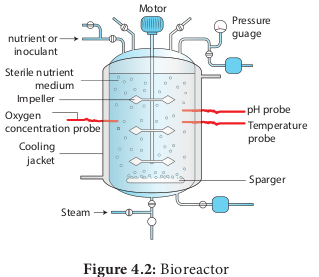 Motor
Pressure
guage
nutrient or
inoculant
Sterile nutrient
medium
Impeller
Oxygen
concentration probe
Cooling
jacket
pH probe
Temperature
probe
Sparger
Steam
Figure 4.2: Bioreactor